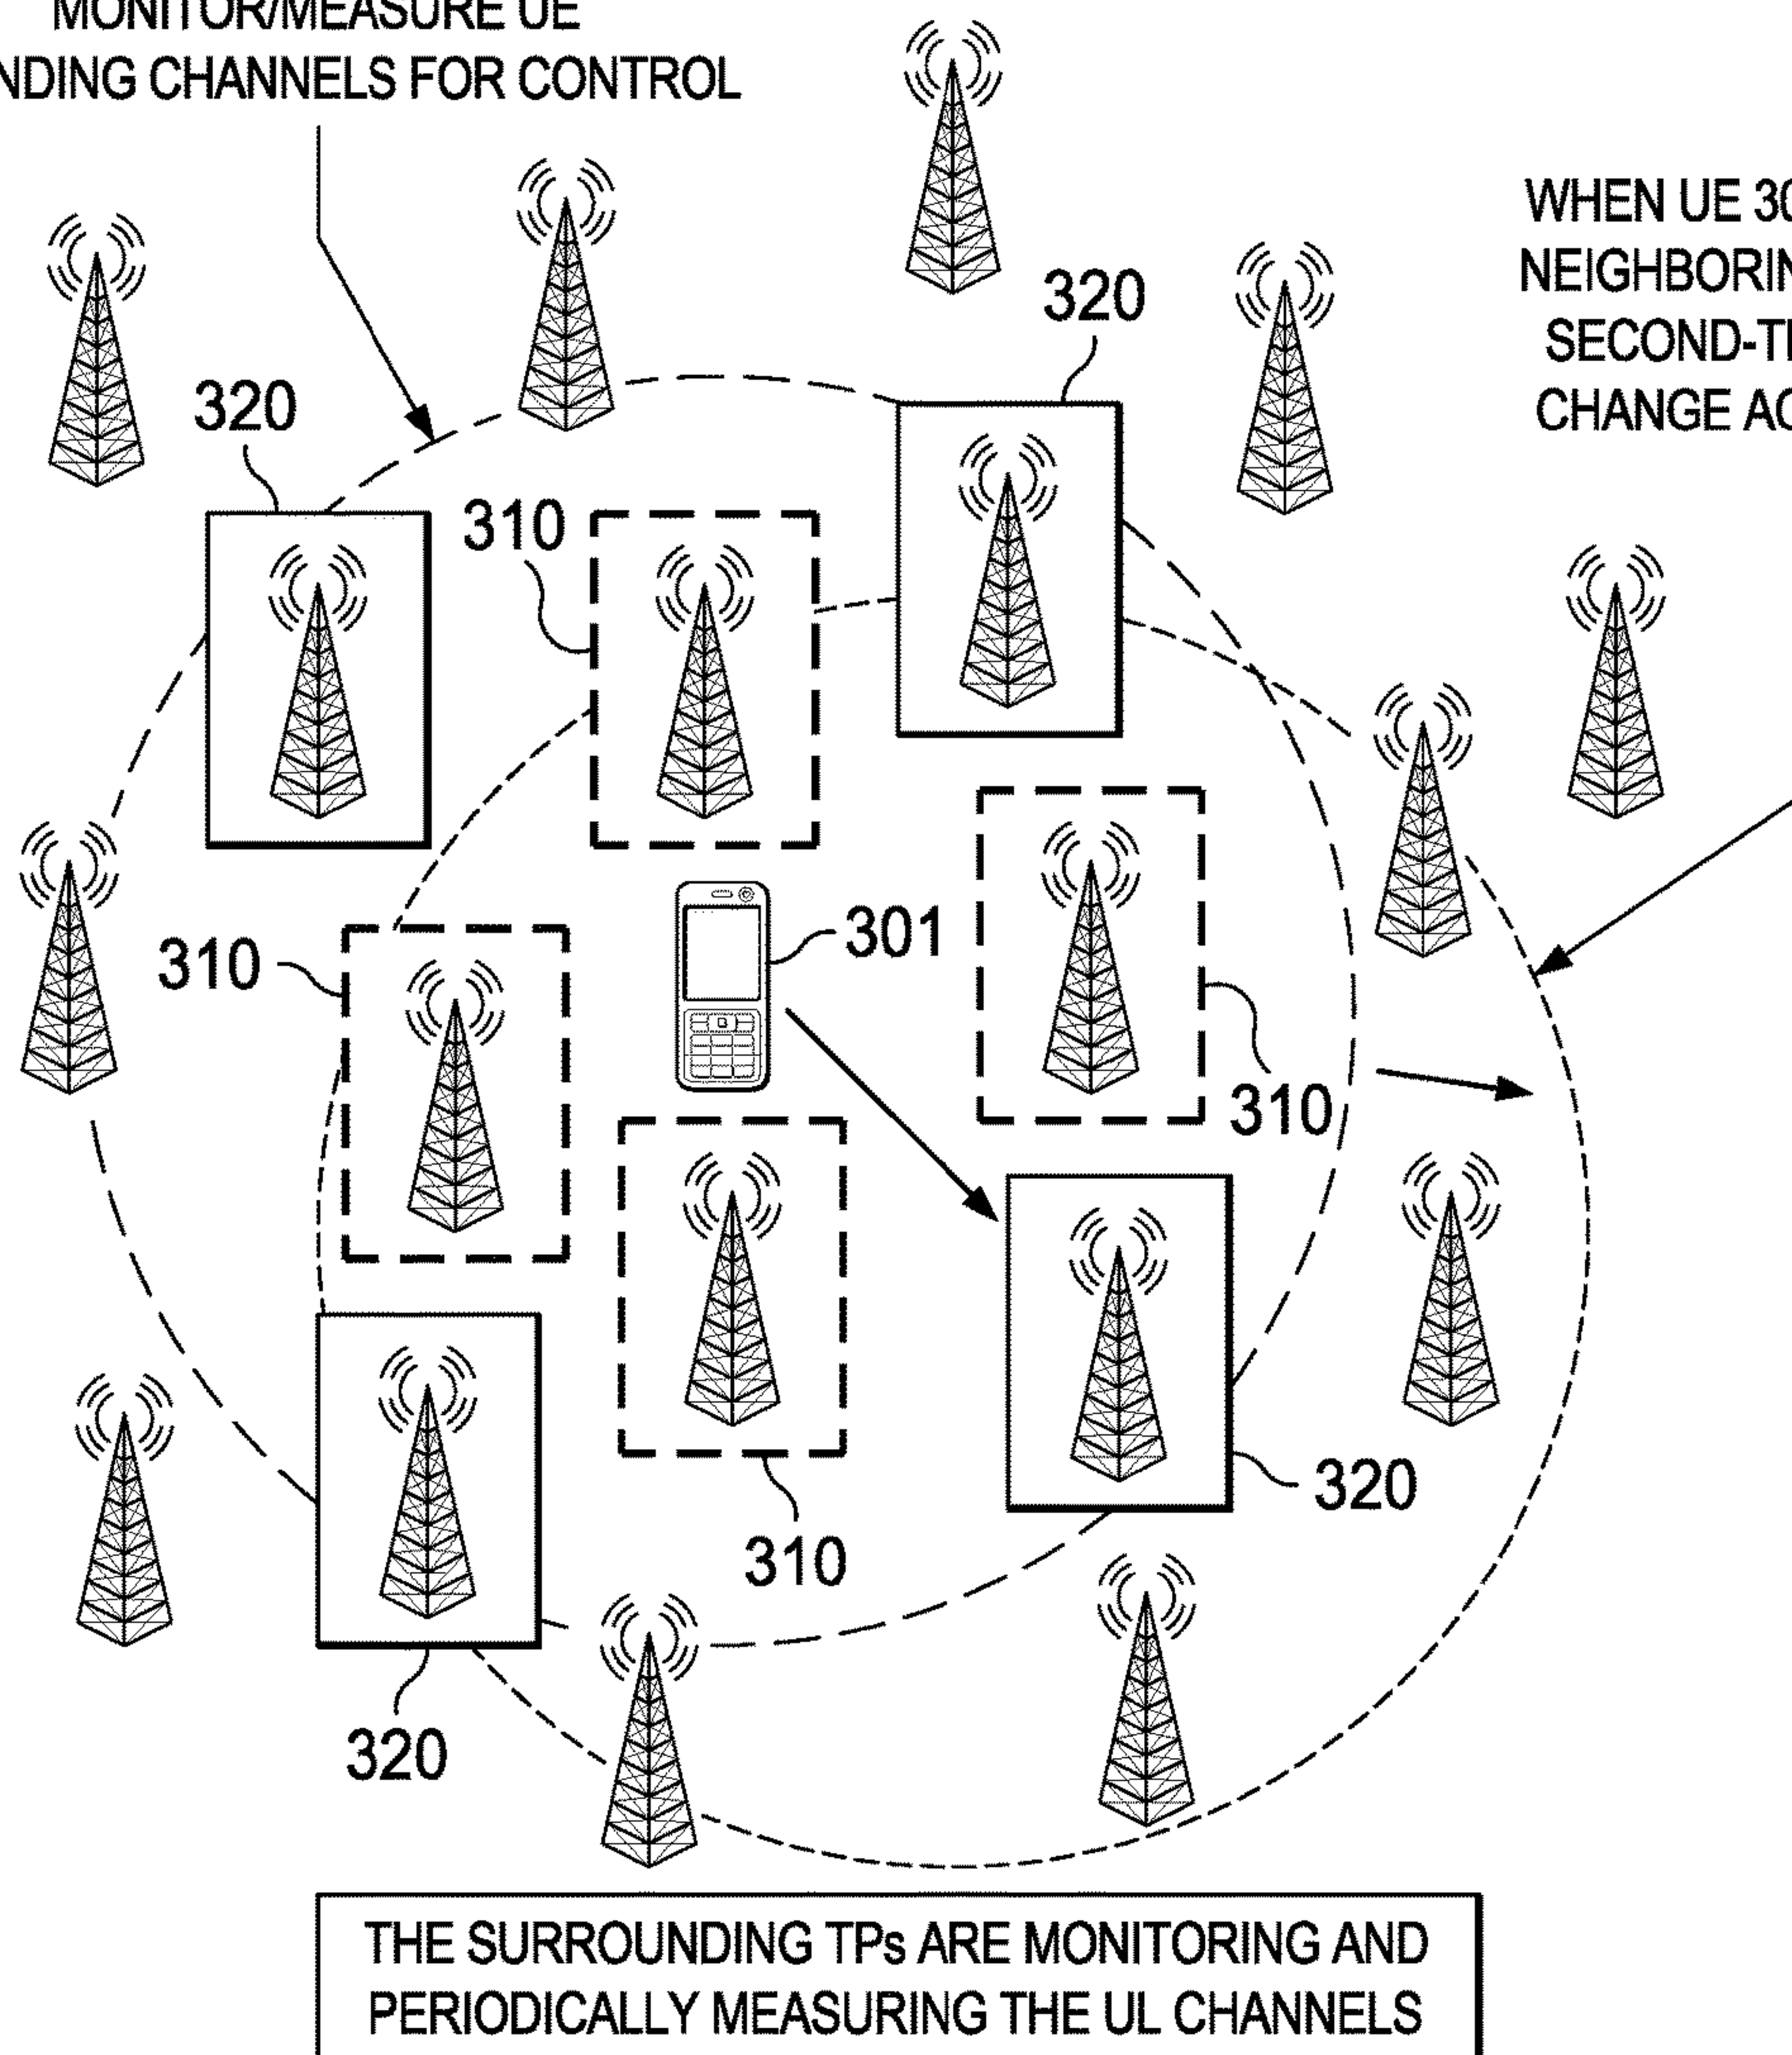 MONITOR/MEASURE UE
NDING CHANNELS FOR CONTROL
WHEN UE 30
NEIGHBORIN
SECOND-TI
CHANGE AC
320
320
310
310
301
310
320
310
320
THE SURROUNDING TPs ARE MONITORING AND
PERIODICALLY MEASURING THE UL CHANNELS